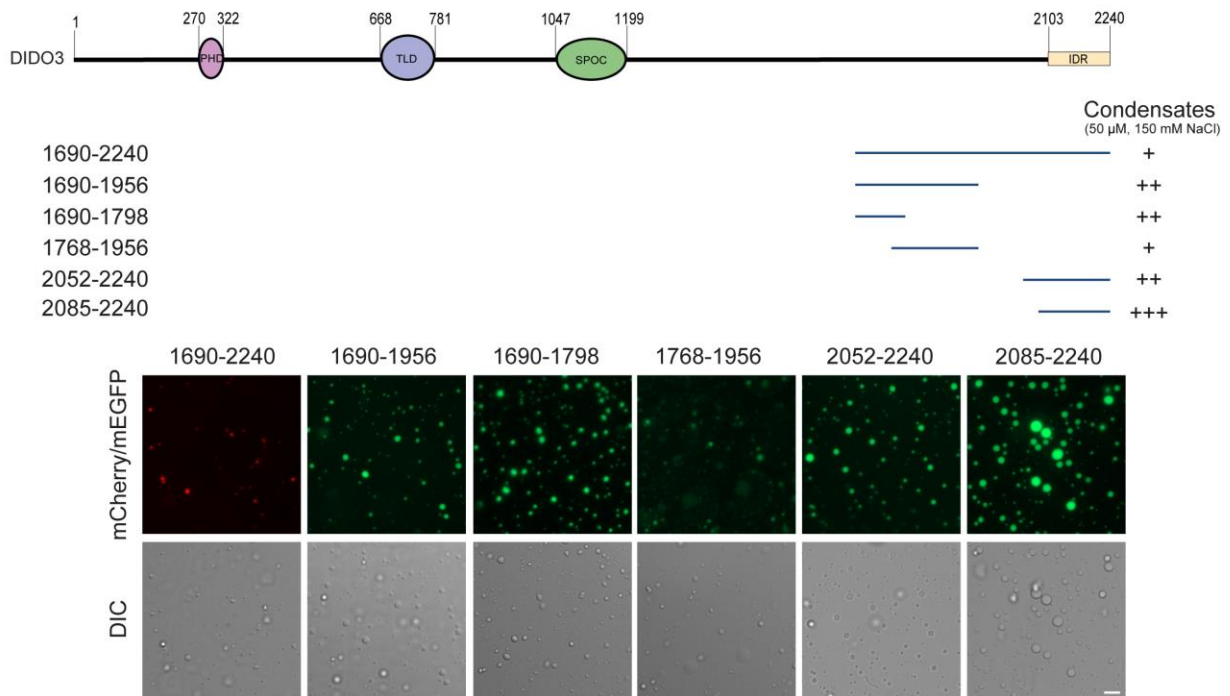 1 270 322 668 781 1047 1199 2103 2240
DIDO3 PHD TLD SPOC IDR
Condensates
(50 µM, 150 mM NaCl)
1690-2240 +
1690-1956 ++
1690-1798 ++
1768-1956 +
2052-2240 ++
2085-2240 +++
1690-2240 1690-1956 1690-1798 1768-1956 2052-2240 2085-2240
mCherry/mEGFP
DIC